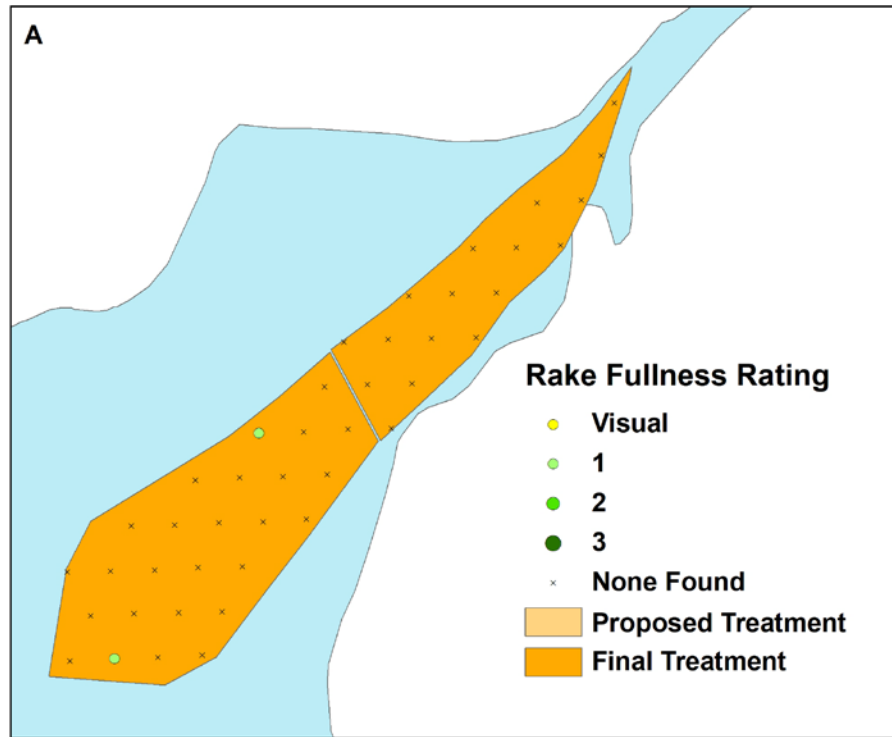 A
Rake Fullness Rating
Visual
1
2
3
None Found
Proposed Treatment
Final Treatment